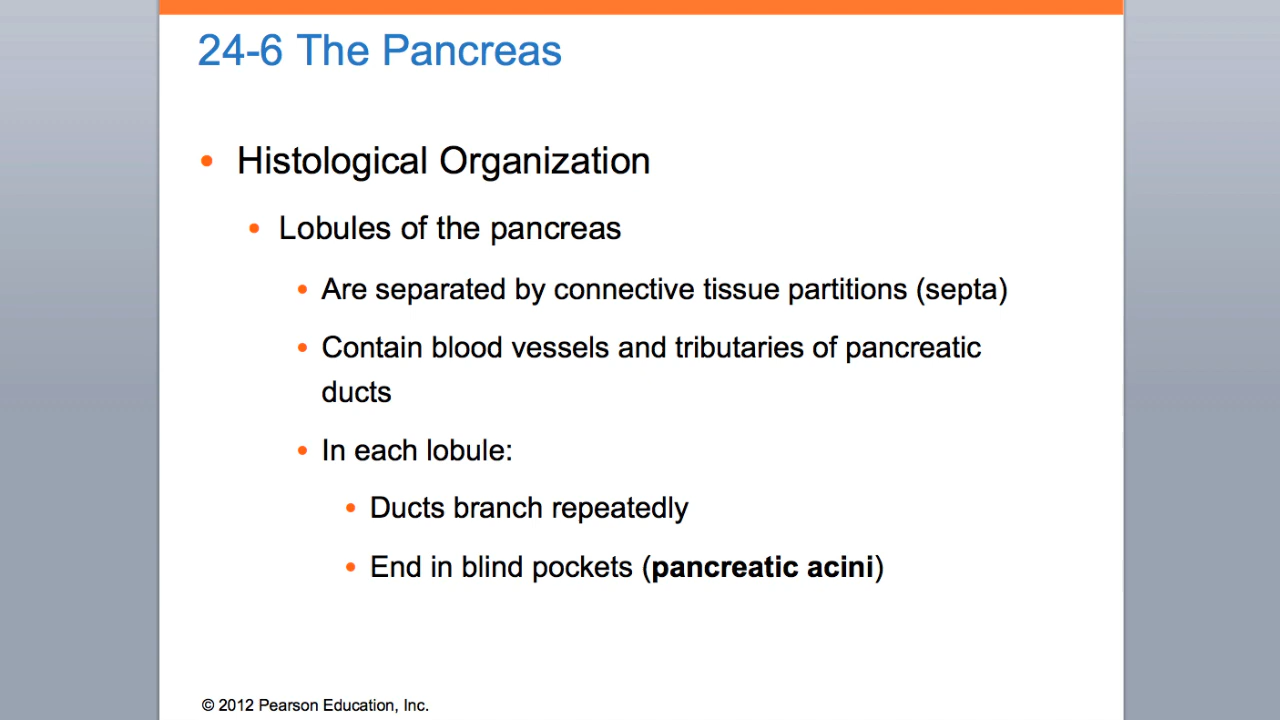 24-6 The Pancreas
• Histological Organization
• Lobules of the pancreas
• Are separated by connective tissue partitions (septa)
• Contain blood vessels and tributaries of pancreatic
ducts
• In each lobule:
• Ducts branch repeatedly
• End in blind pockets (pancreatic acini)
© 2012 Pearson Education, Inc.